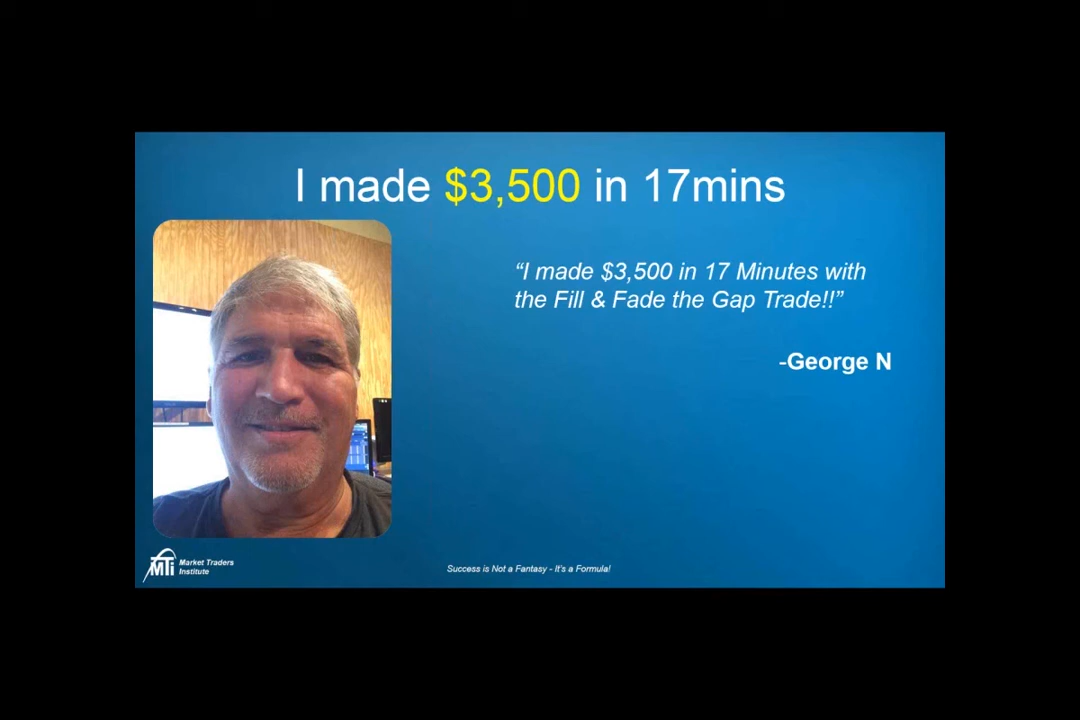 I made $3,500 in 17mins
“I made $3,500 in 17 Minutes with
the Fill & Fade the Gap Trade!!”
-George N
MTi
Market Traders
Institute
Success is Not a Fantasy - It's a Formula!